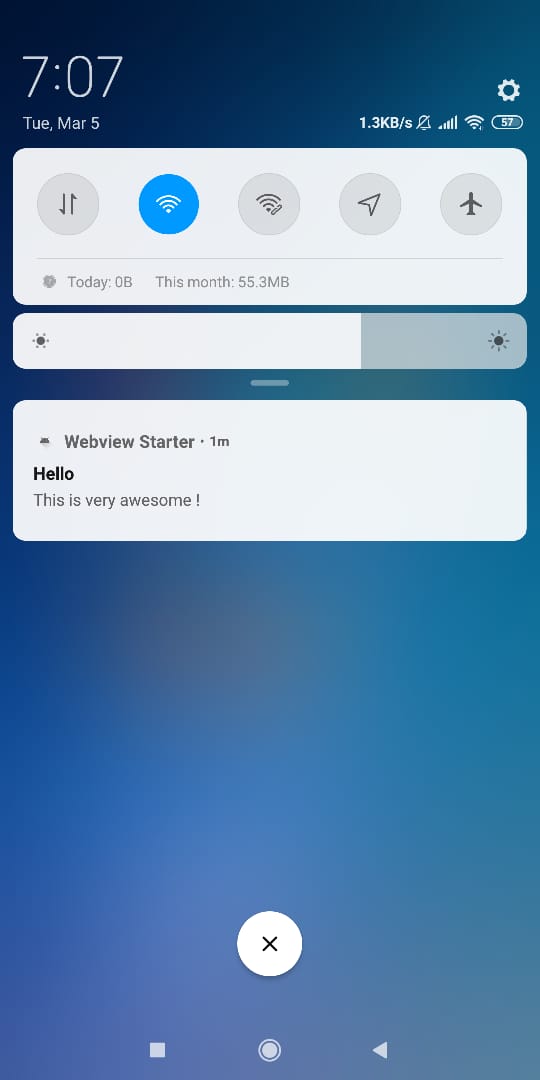 7:07
Tue, Mar 5
1.3KB/s 57
Today: 0B This month: 55.3MB
Webview Starter · 1m
Hello
This is very awesome !